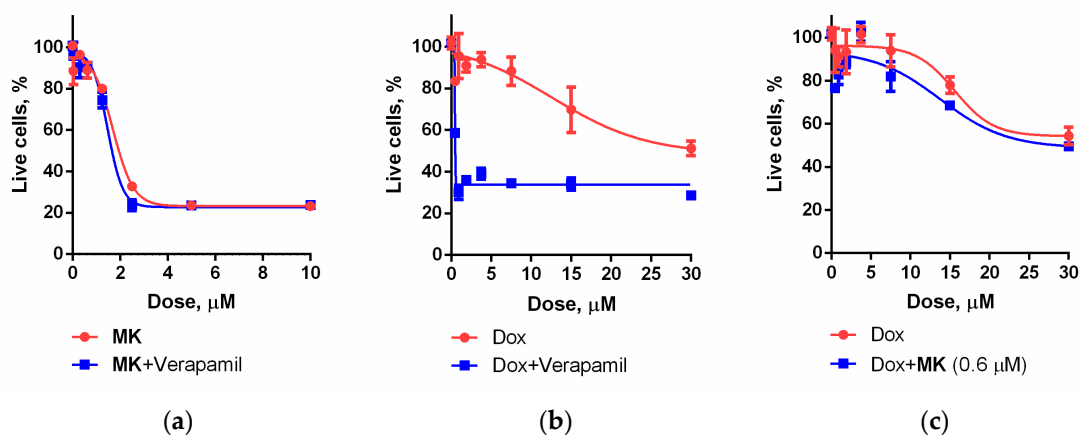 (a)
Live cells, %
100
80
60
40
20
0
0 2 4 6 8 10
Dose, μM
MK
MK+Verapamil
(b)
Live cells, %
100
80
60
40
20
0
0 5 10 15 20 25 30
Dose, μM
Dox
Dox+Verapamil
(c)
Live cells, %
100
80
60
40
20
0
0 5 10 15 20 25 30
Dose, μM
Dox
Dox+MK (0.6 μM)